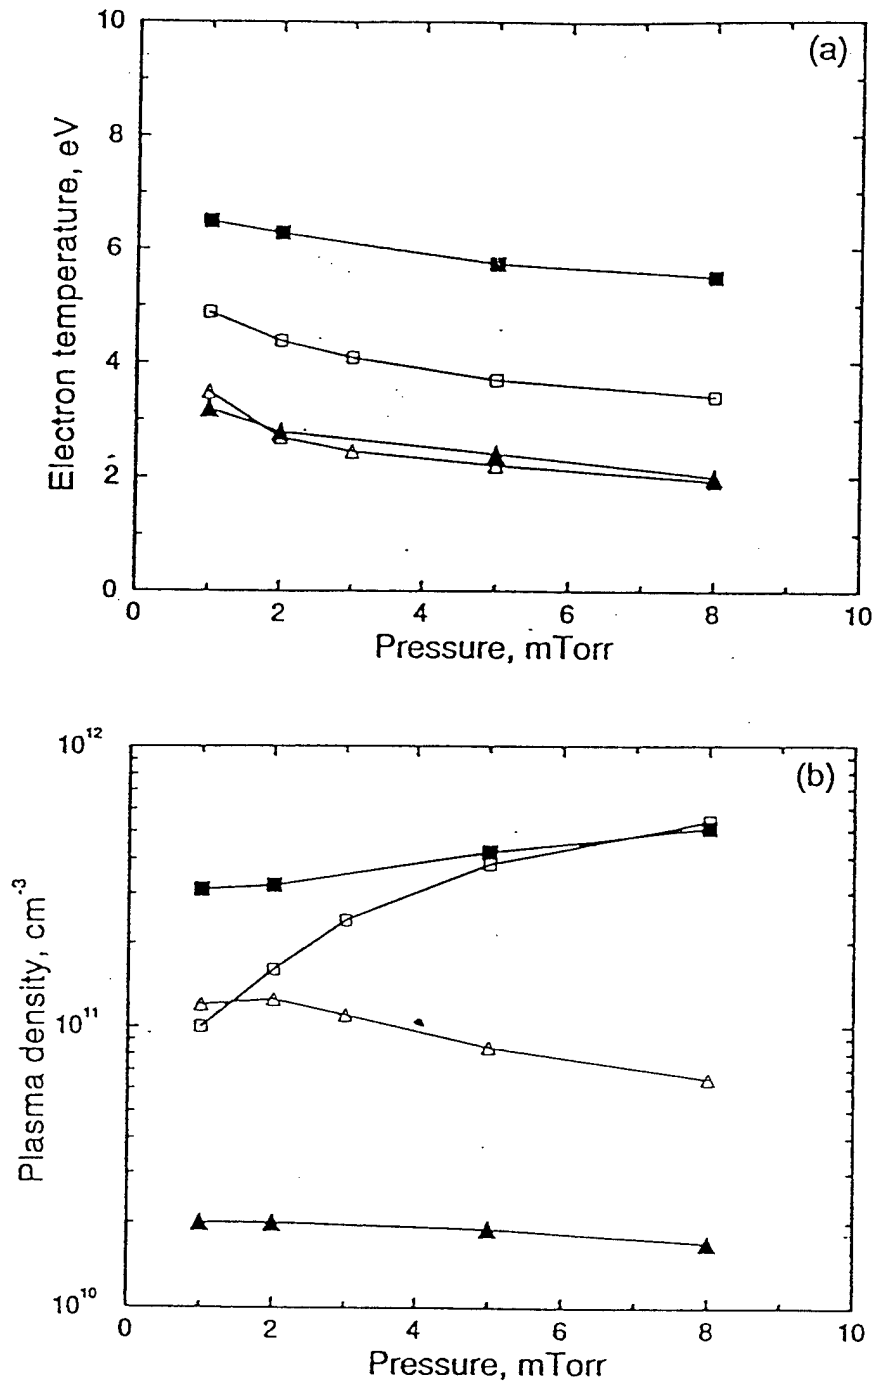 (a)
10
8
6
4
2
0
Electron temperature, eV
0 2 4 6 8 10
Pressure, mTorr
(b)
10¹²
10¹¹
10¹⁰
Plasma density, cm⁻³
0 2 4 6 8 10
Pressure, mTorr